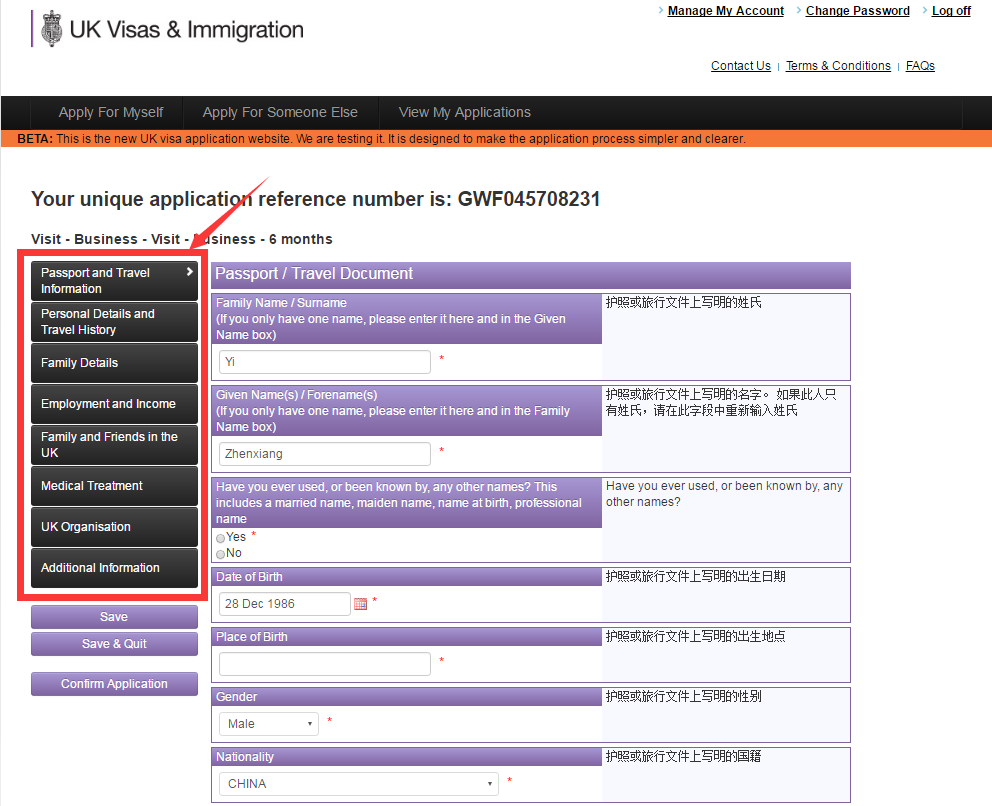 Manage My Account Change Password Log off
UK Visas & Immigration
Contact Us | Terms & Conditions | FAQs
Apply For Myself Apply For Someone Else View My Applications
BETA: This is the new UK visa application website. We are testing it. It is designed to make the application process simpler and clearer.
Your unique application reference number is: GWF045708231
Visit - Business - Visit - Business - 6 months
Passport and Travel
Information
Personal Details and
Travel History
Family Details
Employment and Income
Family and Friends in the
UK
Medical Treatment
UK Organisation
Additional Information
Save
Save & Quit
Confirm Application
Passport / Travel Document
Family Name / Surname
(If you only have one name, please enter it here and in the Given
Name box)
护照或旅行文件上写明的姓氏
Yi *
Given Name(s) / Forename(s)
(If you only have one name, please enter it here and in the Family
Name box)
护照或旅行文件上写明的名字。 如果此人只
有姓氏，请在此字段中重新输入姓氏
Zhenxiang *
Have you ever used, or been known by, any other names? This
includes a married name, maiden name, name at birth, professional
name
Have you ever used, or been known by, any
other names?
Yes *
No
Date of Birth
护照或旅行文件上写明的出生日期
28 Dec 1986 *
Place of Birth
护照或旅行文件上写明的出生地点
*
Gender
护照或旅行文件上写明的性别
Male *
Nationality
护照或旅行文件上写明的国籍
CHINA *